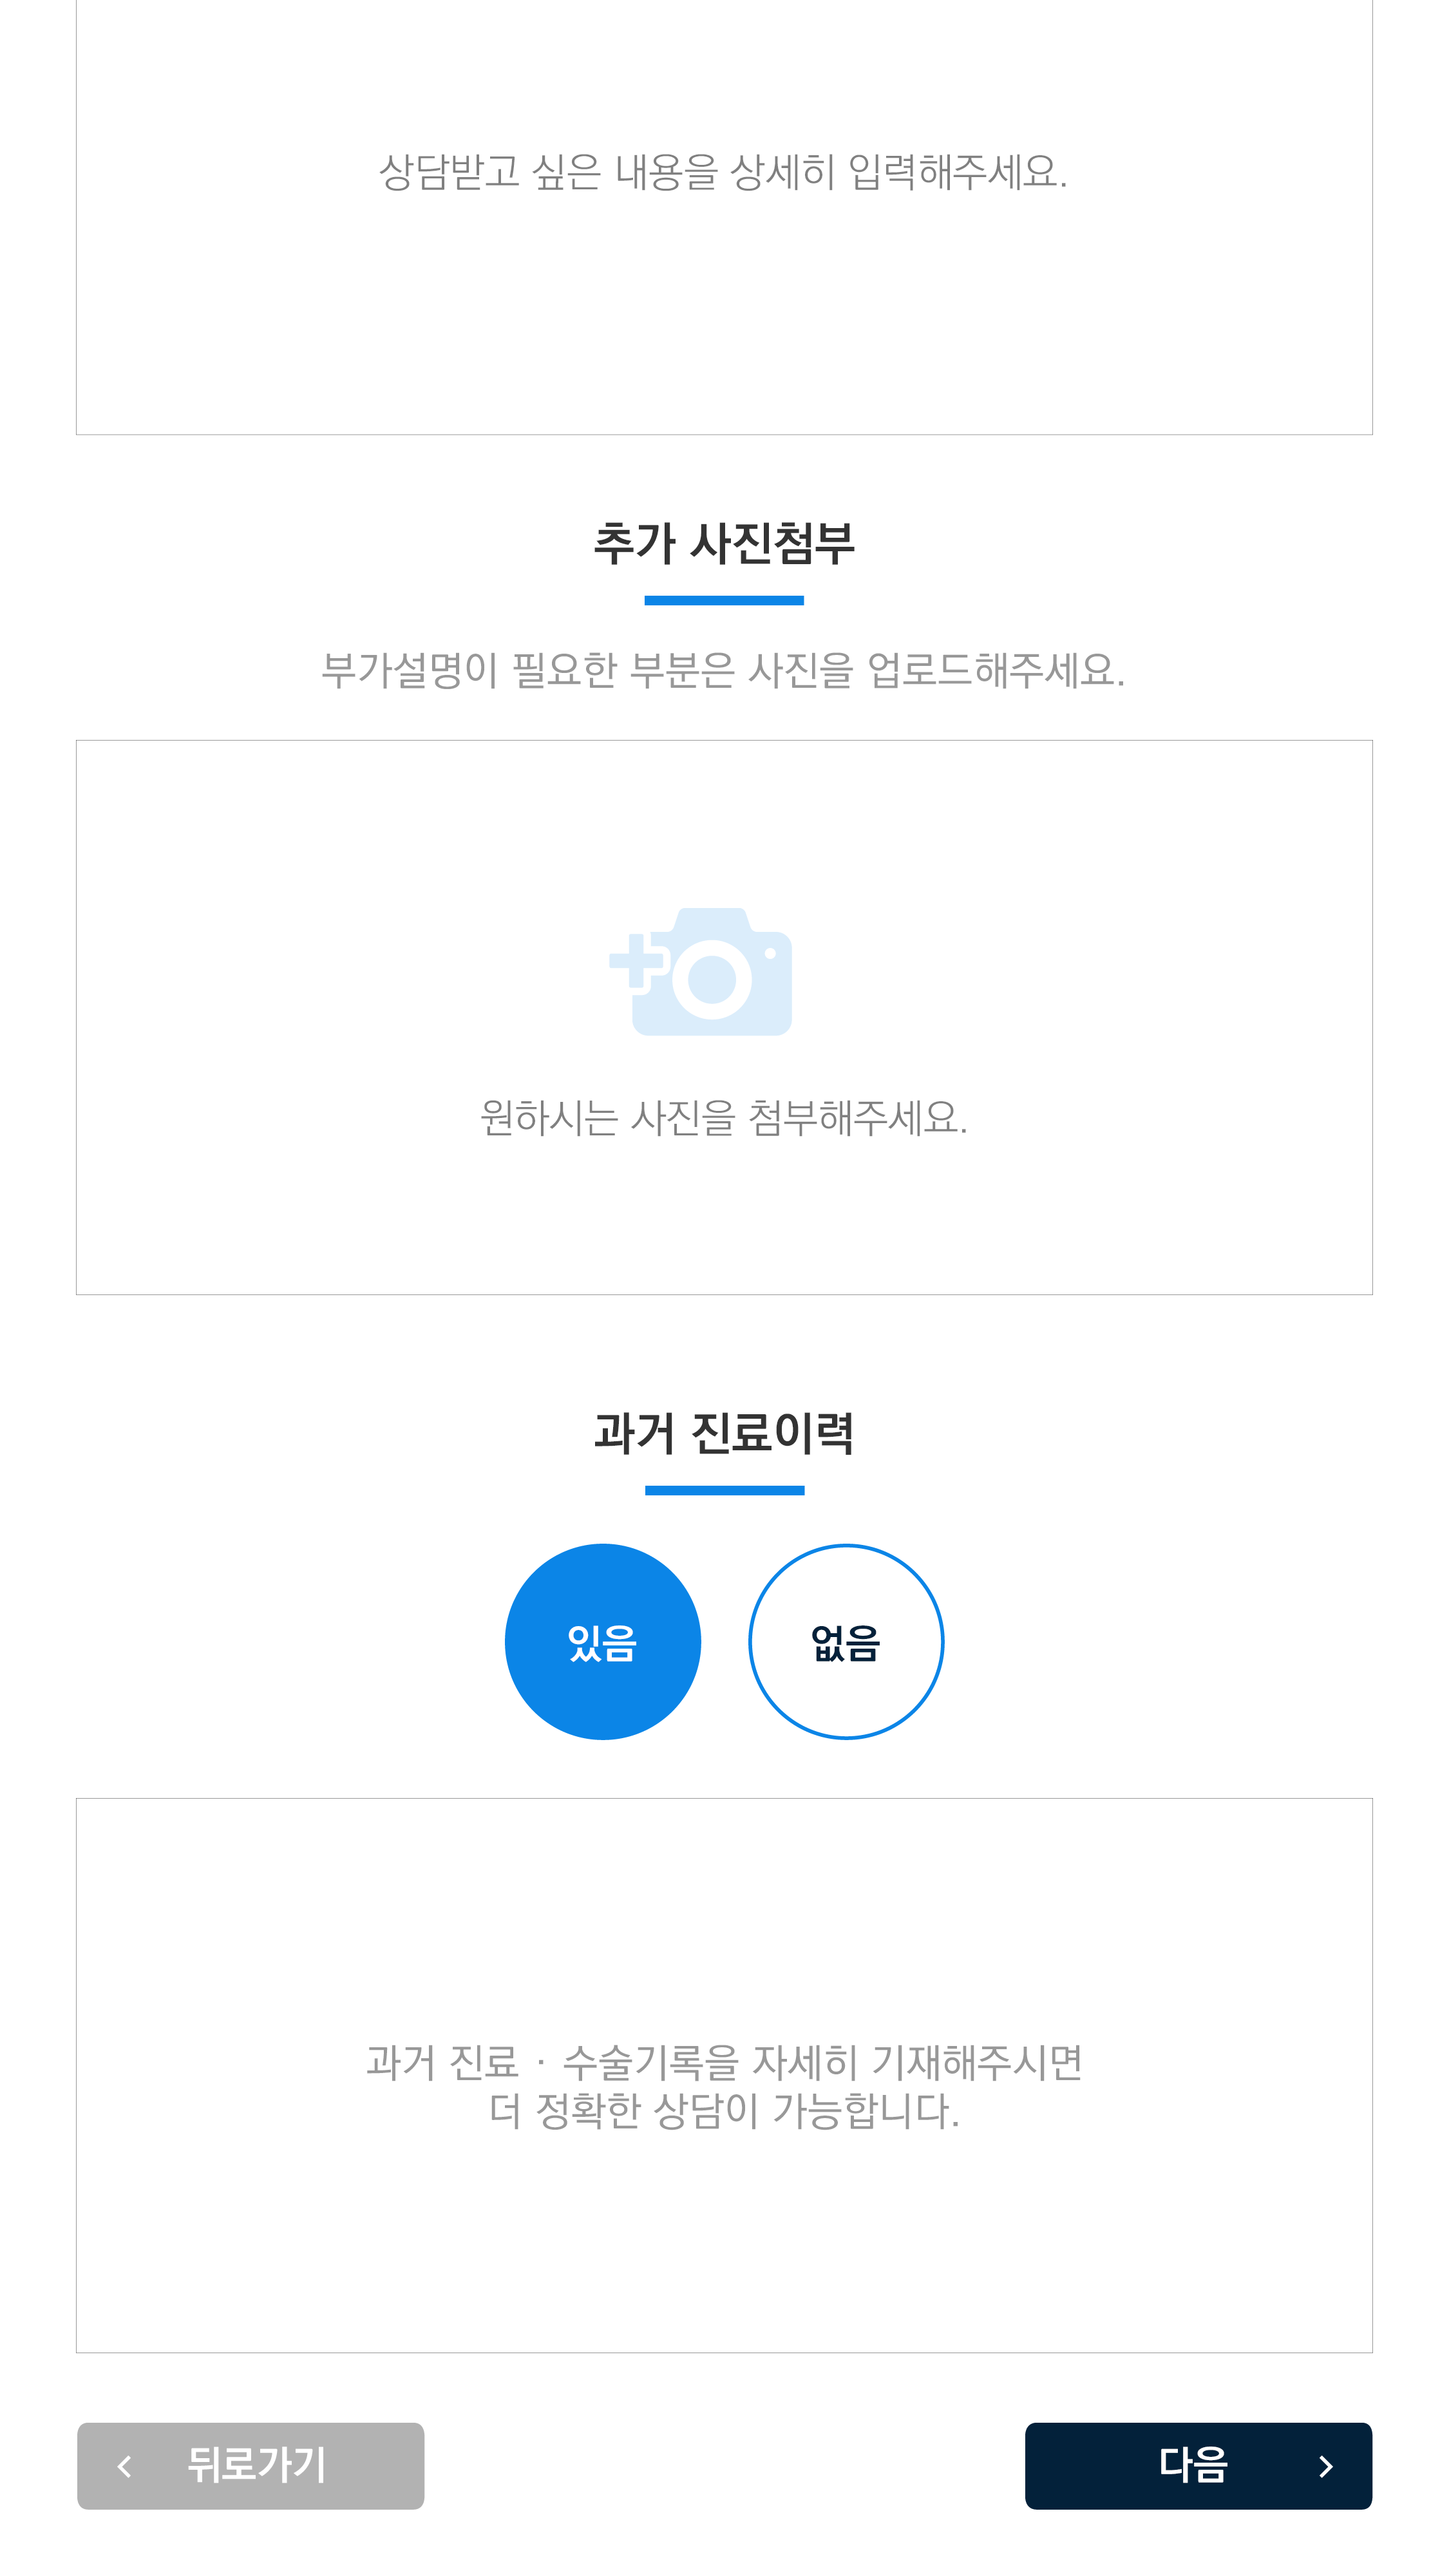 상담받고 싶은 내용을 상세히 입력해주세요.
추가 사진첨부
부가설명이 필요한 부분은 사진을 업로드해주세요.
원하시는 사진을 첨부해주세요.
과거 진료이력
있음 없음
과거 진료 · 수술기록을 자세히 기재해주시면
더 정확한 상담이 가능합니다.
뒤로가기 다음